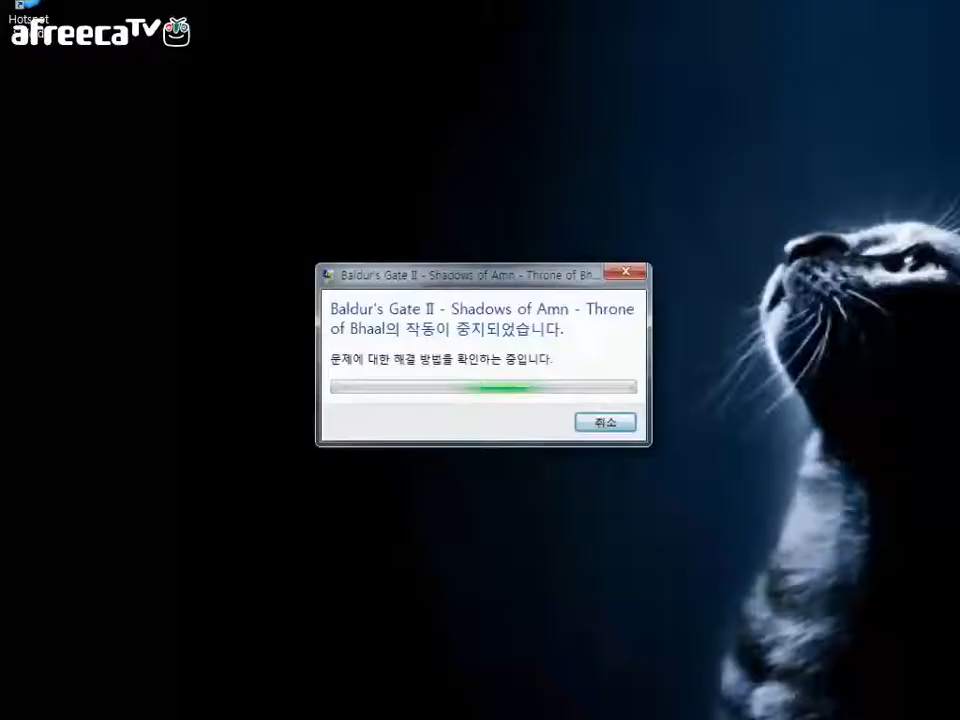 Hotspot
afreecaTV
Baldur's Gate II - Shadows of Amn - Throne of Bh...
Baldur's Gate II - Shadows of Amn - Throne
of Bhaal의 작동이 중지되었습니다.
문제에 대한 해결 방법을 확인하는 중입니다.
취소